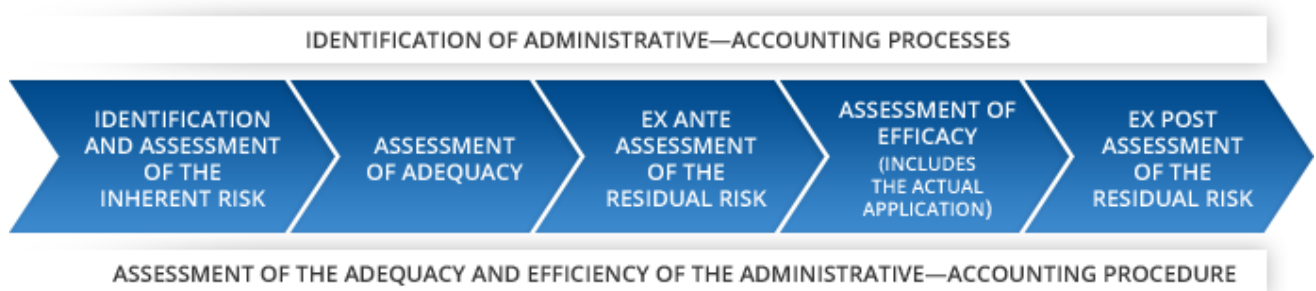 IDENTIFICATION OF ADMINISTRATIVE—ACCOUNTING PROCESSES
IDENTIFICATION
AND ASSESSMENT
OF THE
INHERENT RISK
ASSESSMENT
OF ADEQUACY
EX ANTE
ASSESSMENT
OF THE
RESIDUAL RISK
ASSESSMENT OF
EFFICACY
(INCLUDES
THE ACTUAL
APPLICATION)
EX POST
ASSESSMENT
OF THE
RESIDUAL RISK
ASSESSMENT OF THE ADEQUACY AND EFFICIENCY OF THE ADMINISTRATIVE—ACCOUNTING PROCEDURE